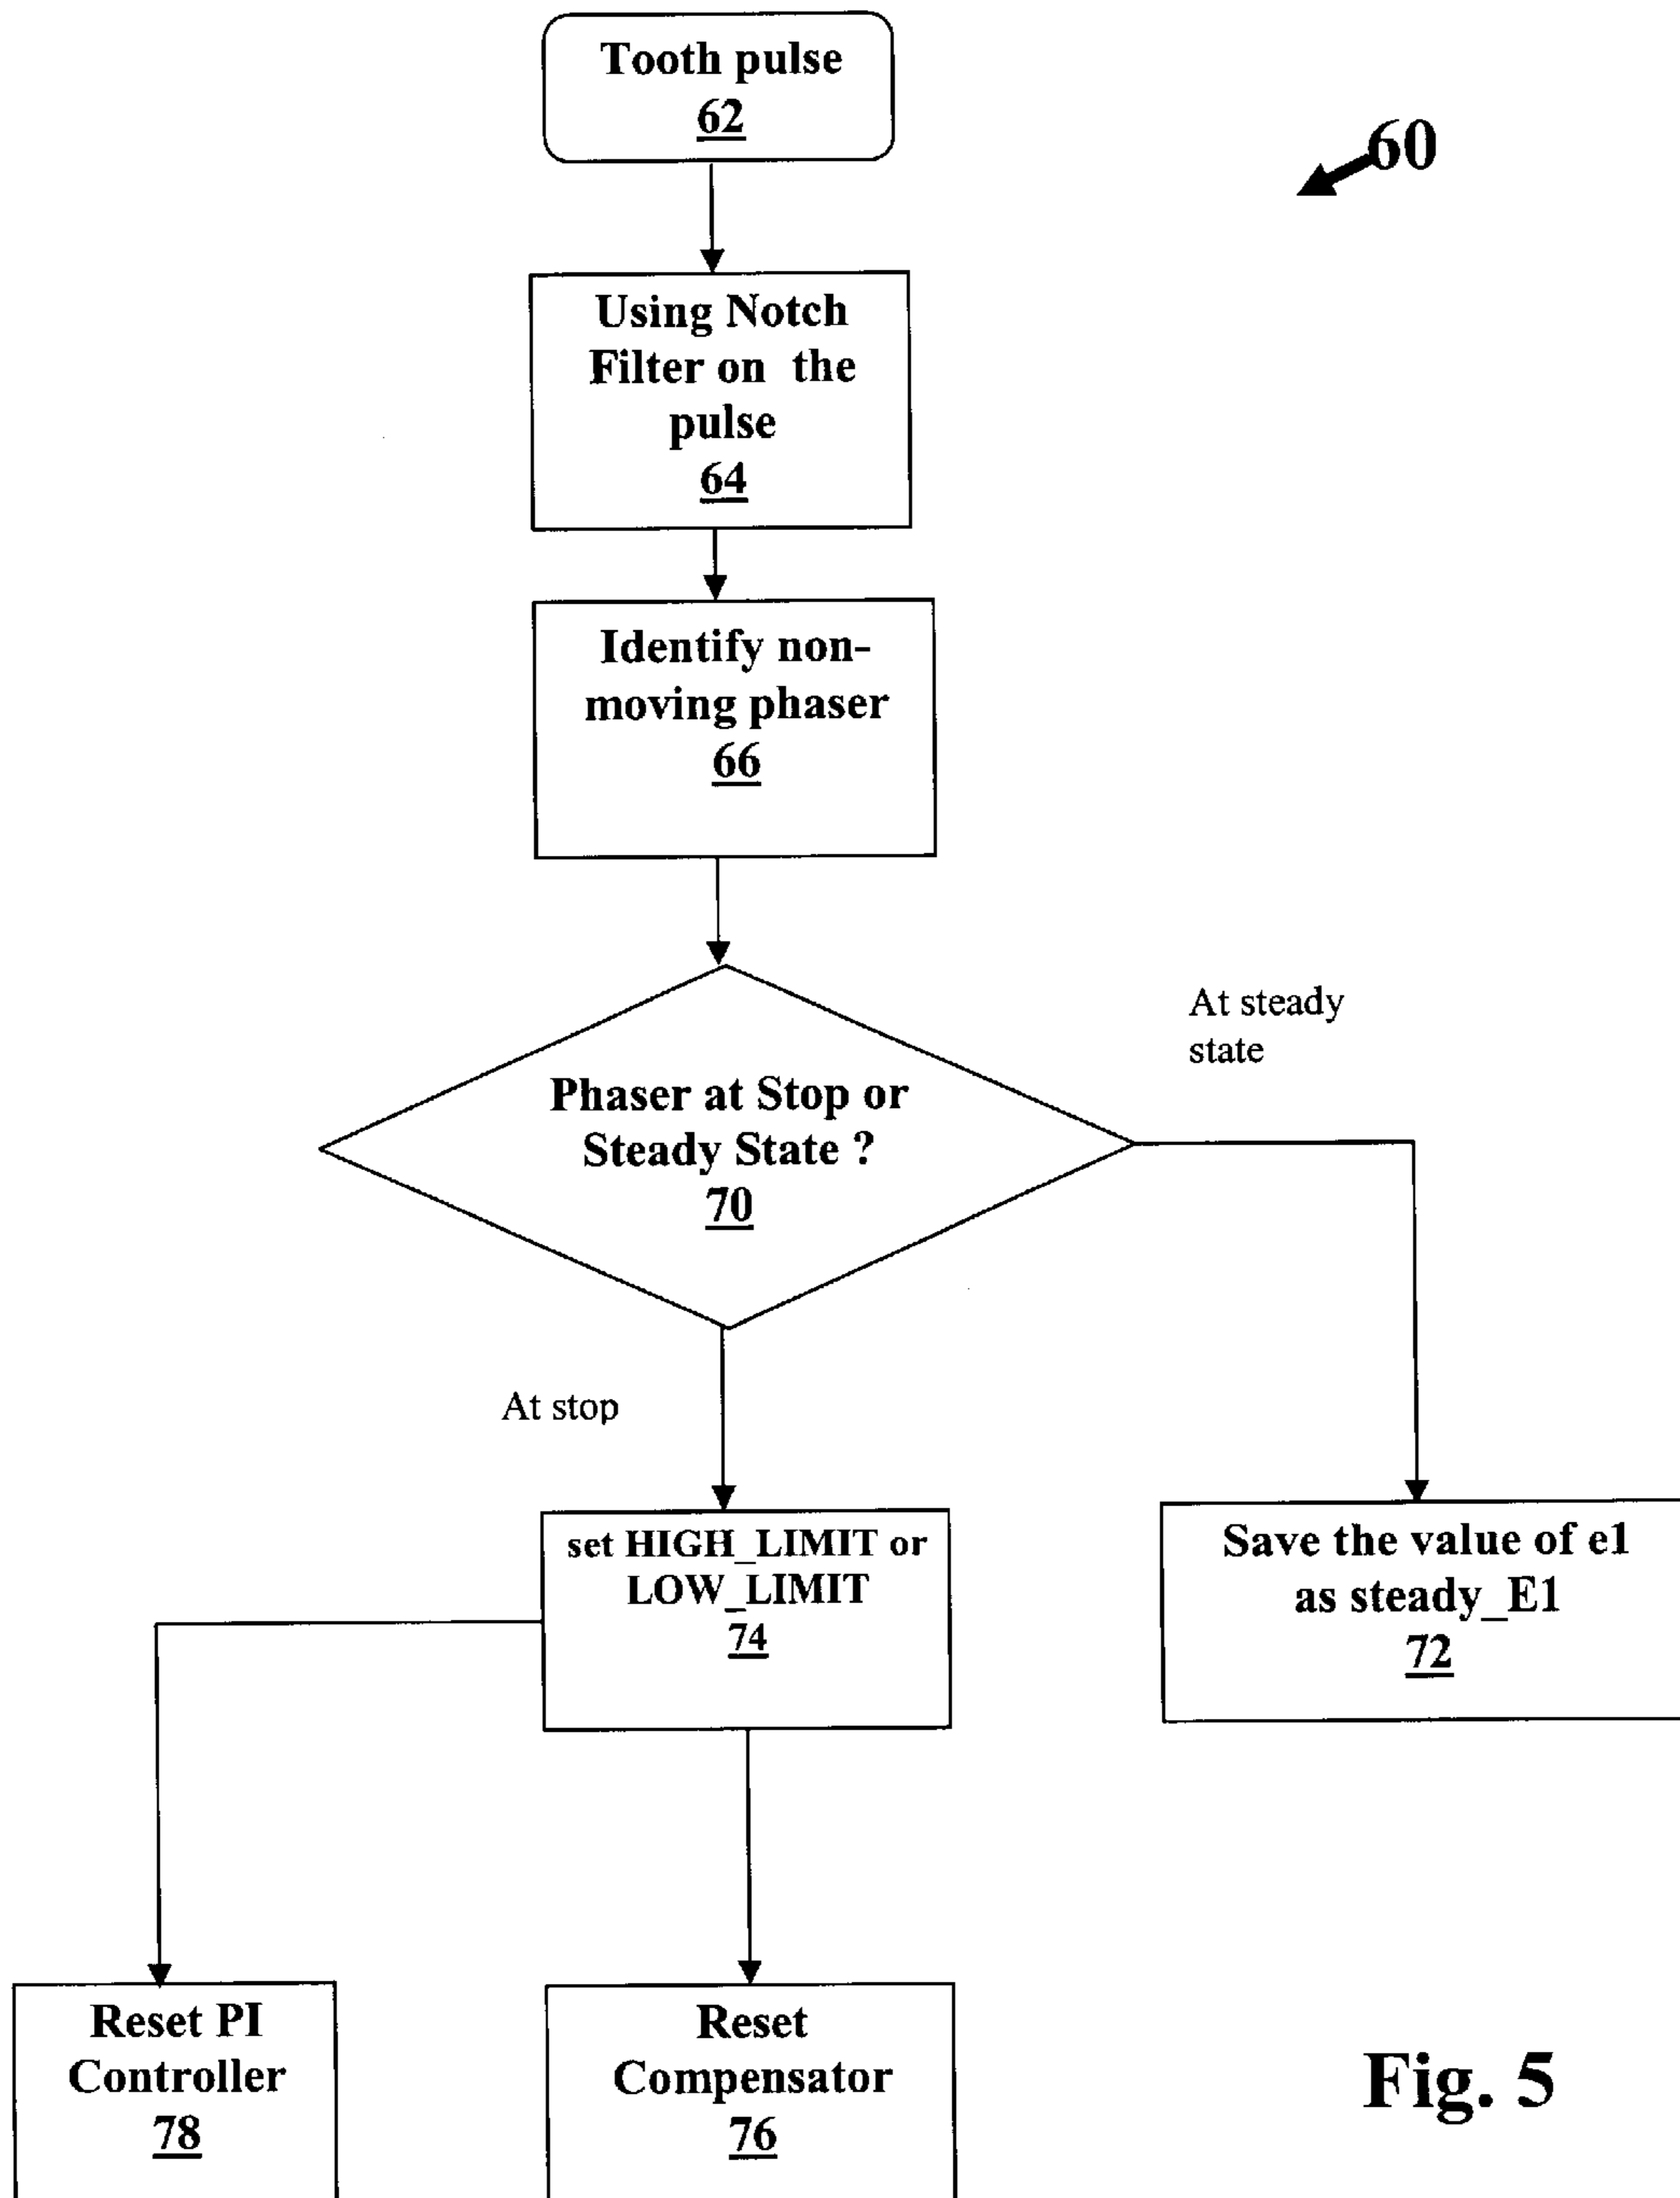 Tooth pulse
62
60
Using Notch
Filter on the
pulse
64
Identify non-
moving phaser
66
At steady
state
Phaser at Stop or
Steady State ?
70
At stop
set HIGH_LIMIT or
LOW_LIMIT
74
Save the value of e1
as steady_E1
72
Reset PI
Controller
78
Reset
Compensator
76
Fig. 5